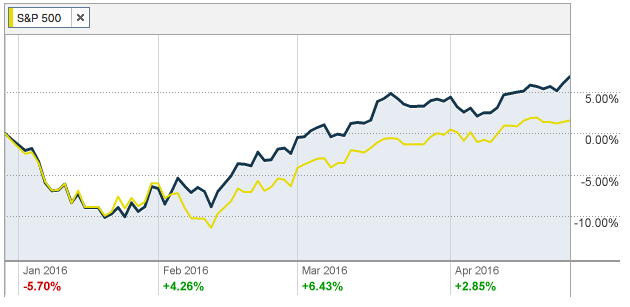 S&P 500 ×
5.00%
0.00%
-5.00%
-10.00%
Jan 2016 Feb 2016 Mar 2016 Apr 2016
-5.70% +4.26% +6.43% +2.85%